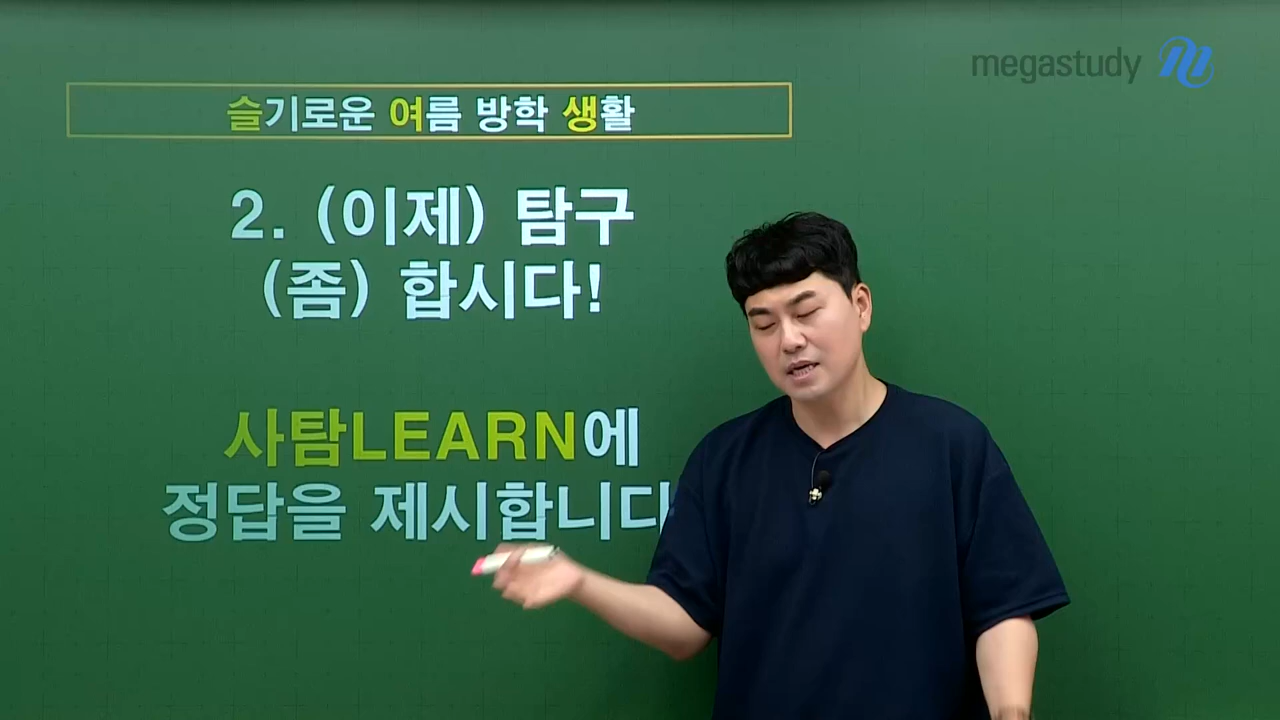 megastudy
슬기로운 여름 방학 생활
2. (이제) 탐구
(좀) 합시다!
사탐LEARN에
정답을 제시합니다